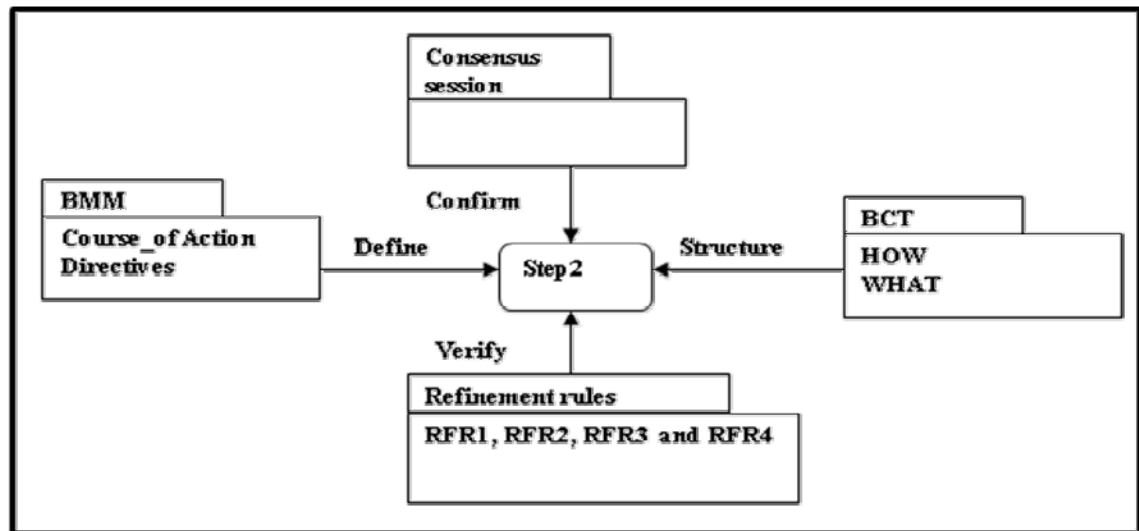 Consensus
session
Confirm
BMM
Course_of Action
Directives
Define
Step 2
Structure
BCT
HOW
WHAT
Verify
Refinement rules
RFR1, RFR2, RFR3 and RFR4